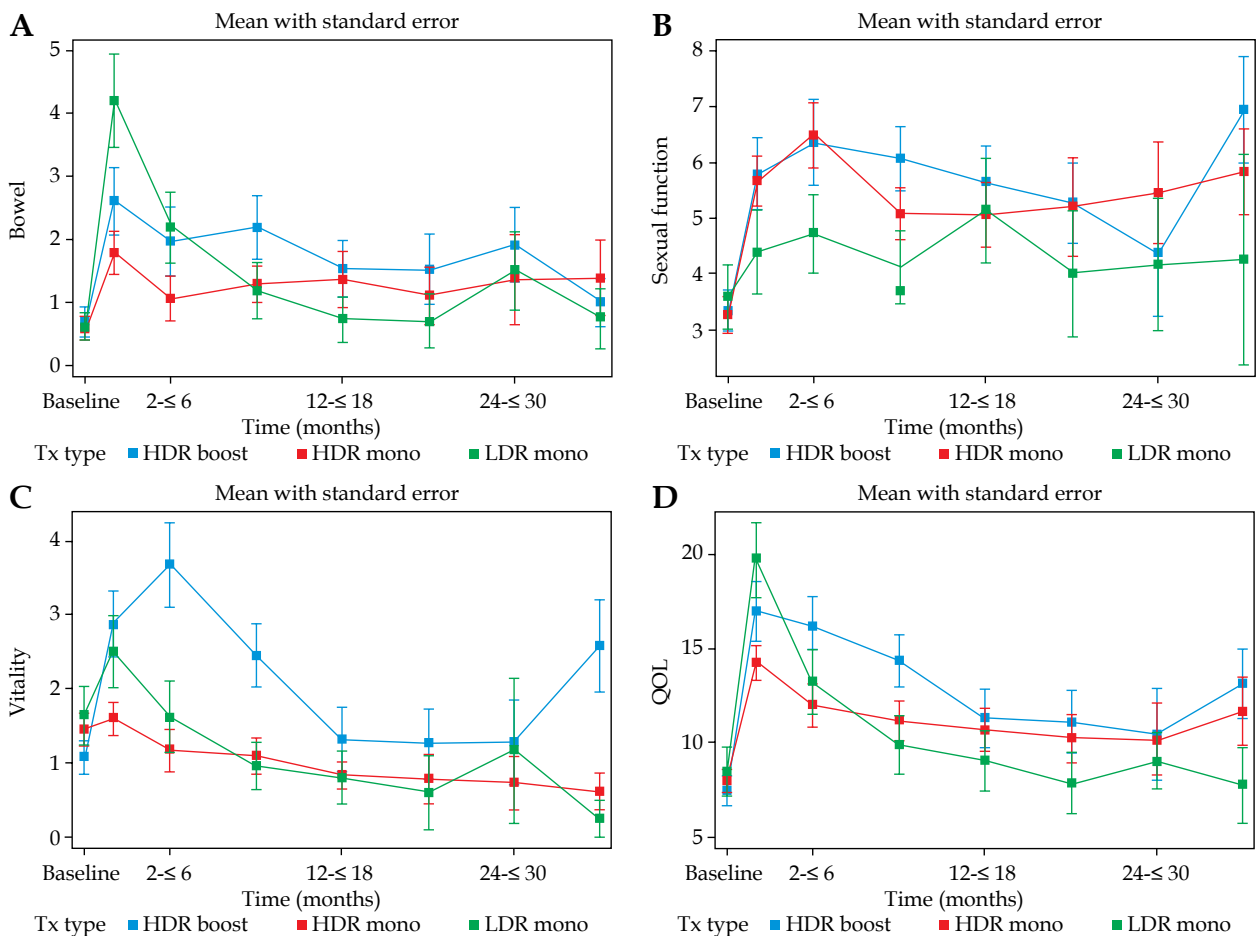 A Mean with standard error
5
4
3
2
1
0
Bowel
Baseline 2-≤ 6 12-≤ 18 24-≤ 30
Time (months)
Tx type HDR boost HDR mono LDR mono
B Mean with standard error
8
7
6
5
4
3
Sexual function
Baseline 2-≤ 6 12-≤ 18 24-≤ 30
Time (months)
Tx type HDR boost HDR mono LDR mono
C Mean with standard error
4
3
2
1
0
Vitality
Baseline 2-≤ 6 12-≤ 18 24-≤ 30
Time (months)
Tx type HDR boost HDR mono LDR mono
D Mean with standard error
20
15
10
5
QOL
Baseline 2-≤ 6 12-≤ 18 24-≤ 30
Time (months)
Tx type HDR boost HDR mono LDR mono